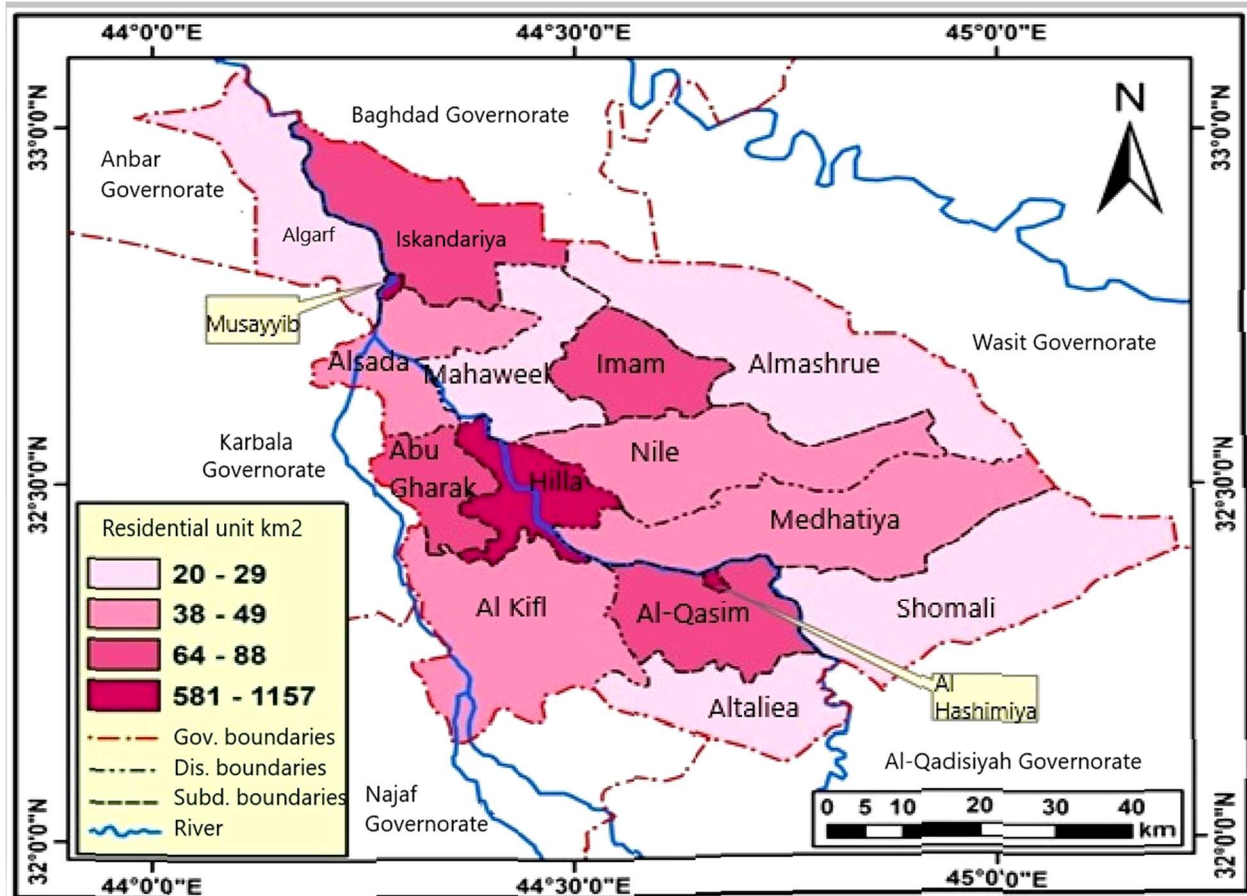 44°0'0"E
44°30'0"E
45°0'0"E
33°0'0"N
33°0'0"N
N
Baghdad Governorate
Anbar
Governorate
Algarf
Iskandariya
Musayyib
Wasit Governorate
Alsada
Mahaweel
Imam
Almashrue
Karbala
Governorate
Abu
Gharak
Nile
Hilla
32°30'0"N
32°30'0"N
Medhatiya
Al Kifl
Al-Qasim
Shomali
Al
Hashimiya
Altaliea
Al-Qadisiyah Governorate
Najaf
Governorate
Residential unit km2
20 - 29
38 - 49
64 - 88
581 - 1157
Gov. boundaries
Dis. boundaries
Subd. boundaries
River
0 5 10 20 30 40
km
32°0'0"N
32°0'0"N
44°0'0"E
44°30'0"E
45°0'0"E